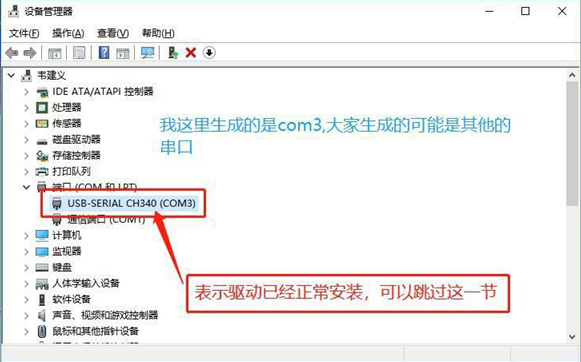 设备管理器
文件(F) 操作(A) 查看(V) 帮助(H)
韦建义
IDE ATA/ATAPI 控制器
处理器
传感器
磁盘驱动器
存储控制器
打印队列
端口 (COM 和 LPT)
USB-SERIAL CH340 (COM3)
通信端口 (COM1)
计算机
监视器
键盘
人体学输入设备
软件设备
声音、视频和游戏控制器
鼠标和其他指针设备
我这里生成的是com3,大家生成的可能是其他的
串口
表示驱动已经正常安装，可以跳过这一节